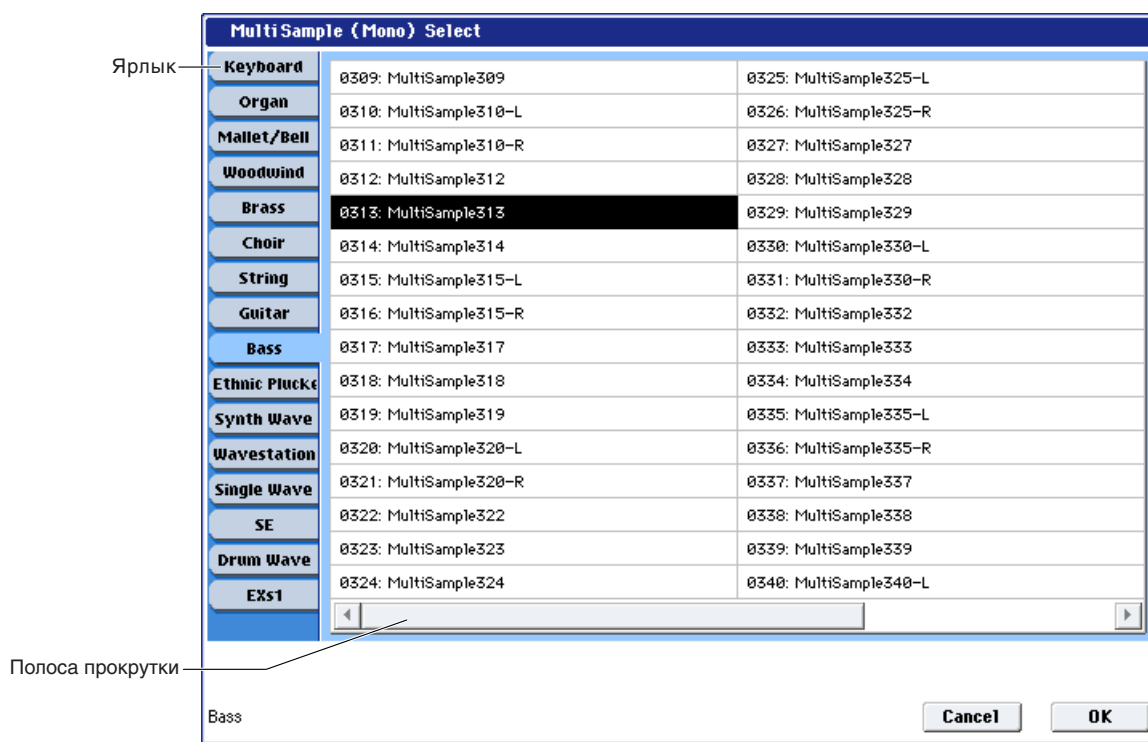 MultiSample (Mono) Select
Ярлык
Keyboard
Organ
Mallet/Bell
Woodwind
Brass
Choir
String
Guitar
Bass
Ethnic Plucke
Synth Wave
Wavestation
Single Wave
SE
Drum Wave
EXs1
0309: MultiSample309
0310: MultiSample310-L
0311: MultiSample310-R
0312: MultiSample312
0313: MultiSample313
0314: MultiSample314
0315: MultiSample315-L
0316: MultiSample315-R
0317: MultiSample317
0318: MultiSample318
0319: MultiSample319
0320: MultiSample320-L
0321: MultiSample320-R
0322: MultiSample322
0323: MultiSample323
0324: MultiSample324
0325: MultiSample325-L
0326: MultiSample325-R
0327: MultiSample327
0328: MultiSample328
0329: MultiSample329
0330: MultiSample330-L
0331: MultiSample330-R
0332: MultiSample332
0333: MultiSample333
0334: MultiSample334
0335: MultiSample335-L
0336: MultiSample335-R
0337: MultiSample337
0338: MultiSample338
0339: MultiSample339
0340: MultiSample340-L
Полоса прокрутки
Bass
Cancel
OK